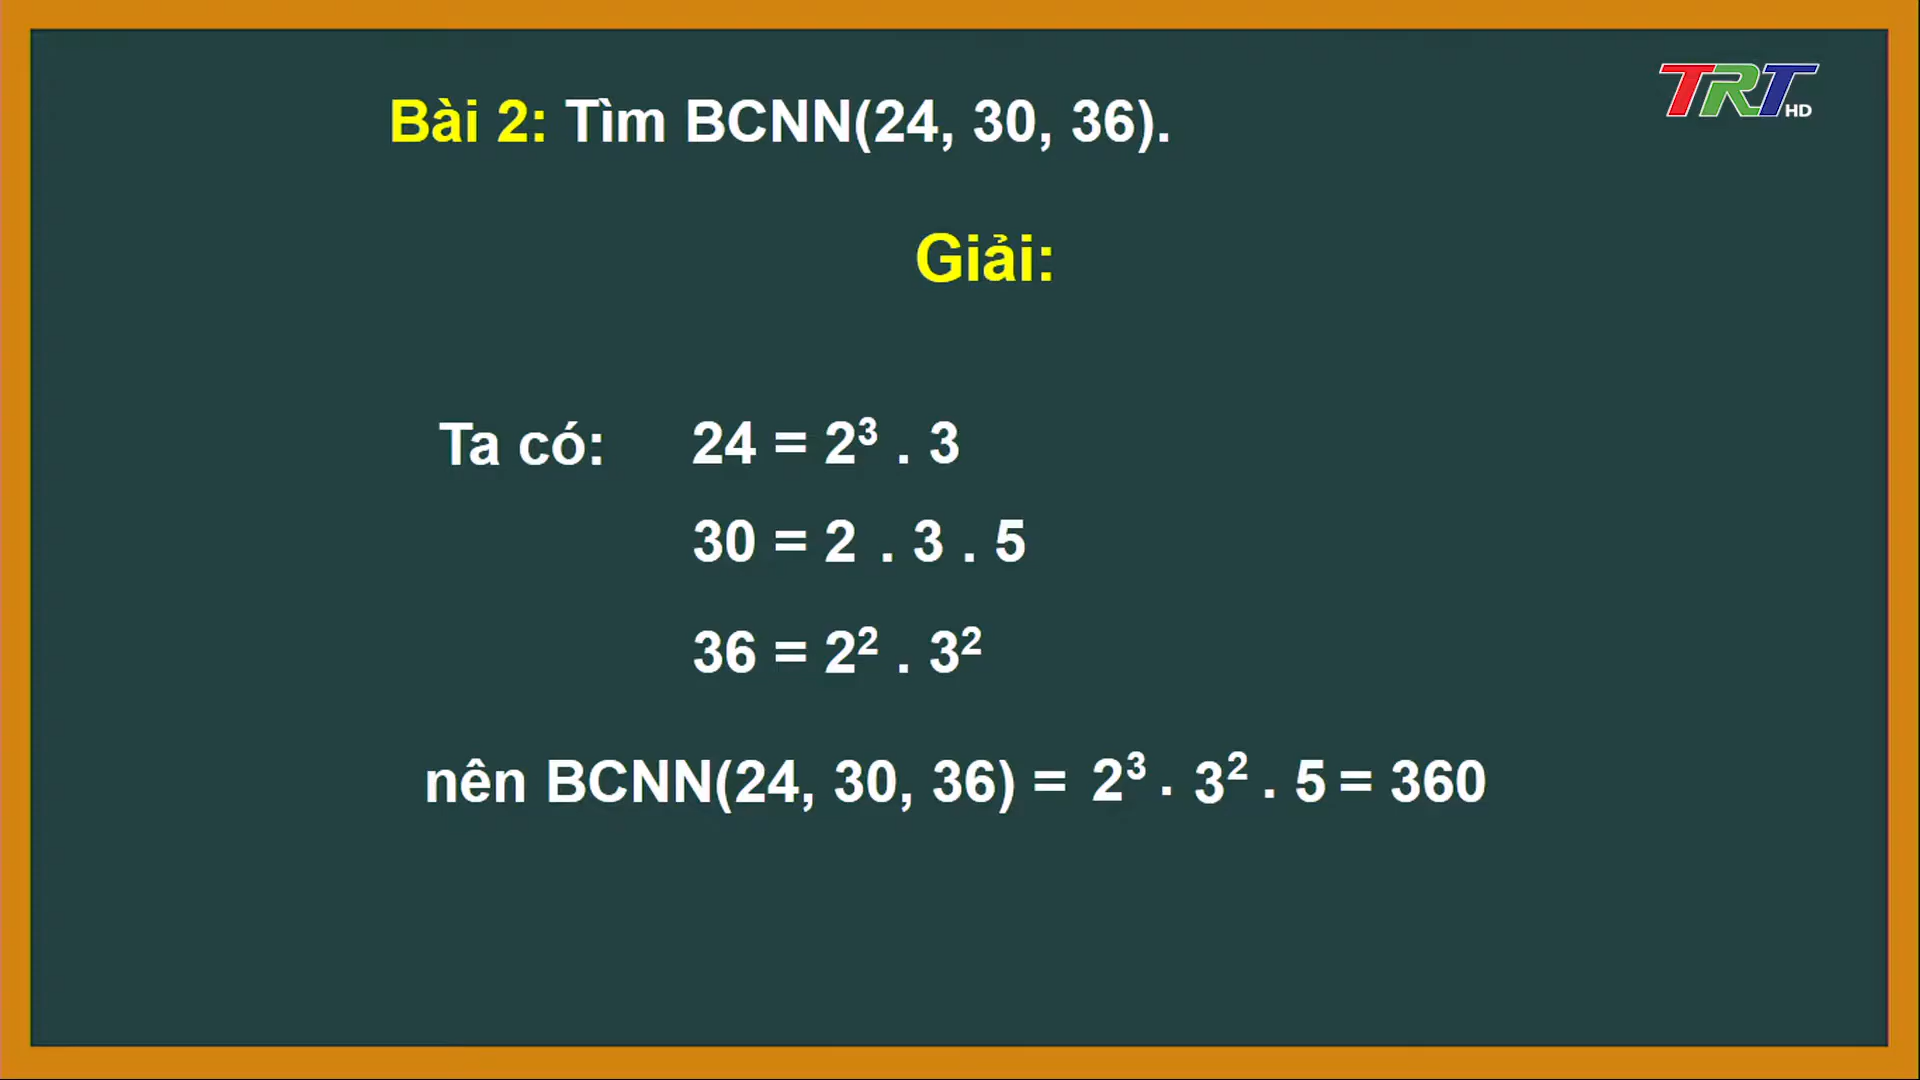 TRT HD
Bài 2: Tìm BCNN(24, 30, 36).
Giải:
Ta có: 24 = 2³ . 3
30 = 2 . 3 . 5
36 = 2² . 3²
nên BCNN(24, 30, 36) = 2³ . 3² . 5 = 360